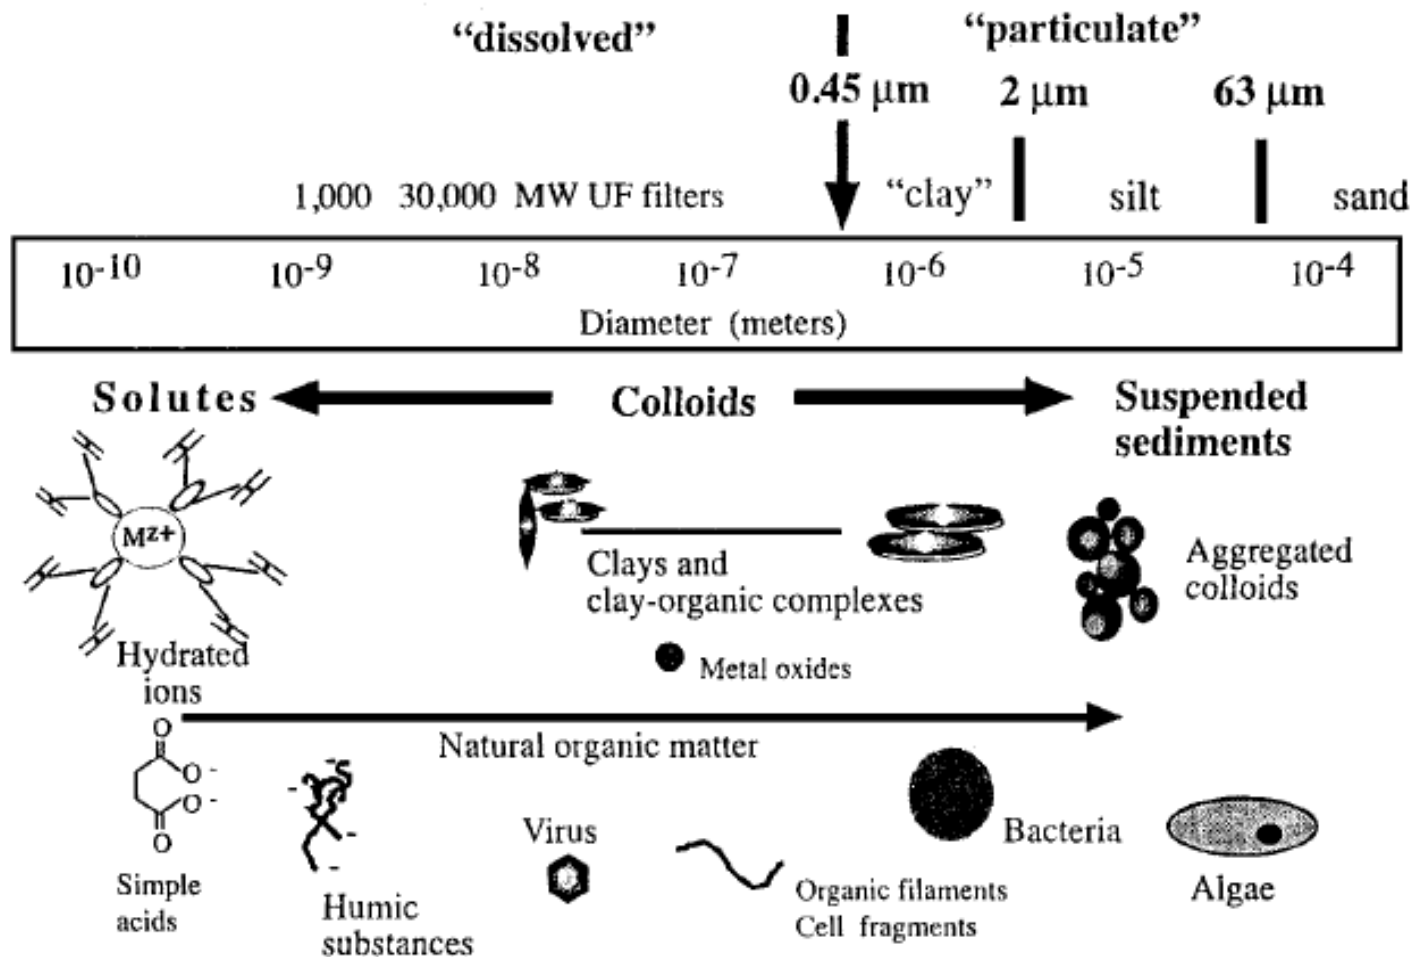 “dissolved”
“particulate”
0.45 μm
2 μm
63 μm
1,000 30,000 MW UF filters
“clay”
silt
sand
10-10 10-9 10-8 10-7 10-6 10-5 10-4
Diameter (meters)
Solutes
Colloids
Suspended
sediments
Mz+
Hydrated
ions
Clays and
clay-organic complexes
Aggregated
colloids
Metal oxides
Natural organic matter
O
O -
O -
O
Simple
acids
-
-
-
-
Humic
substances
Virus
Organic filaments
Cell fragments
Bacteria
Algae